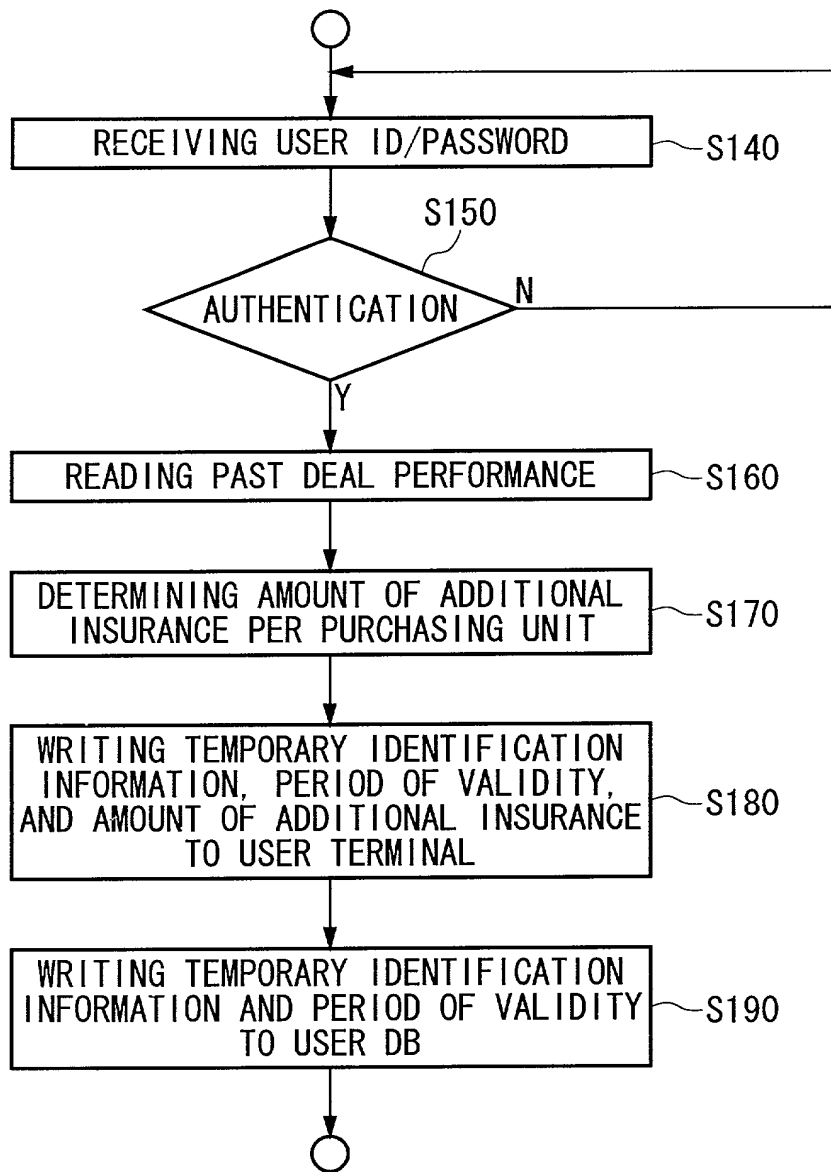 RECEIVING USER ID/PASSWORD
S140
S150
AUTHENTICATION
N
Y
READING PAST DEAL PERFORMANCE
S160
DETERMINING AMOUNT OF ADDITIONAL
INSURANCE PER PURCHASING UNIT
S170
WRITING TEMPORARY IDENTIFICATION
INFORMATION, PERIOD OF VALIDITY,
AND AMOUNT OF ADDITIONAL INSURANCE
TO USER TERMINAL
S180
WRITING TEMPORARY IDENTIFICATION
INFORMATION AND PERIOD OF VALIDITY
TO USER DB
S190